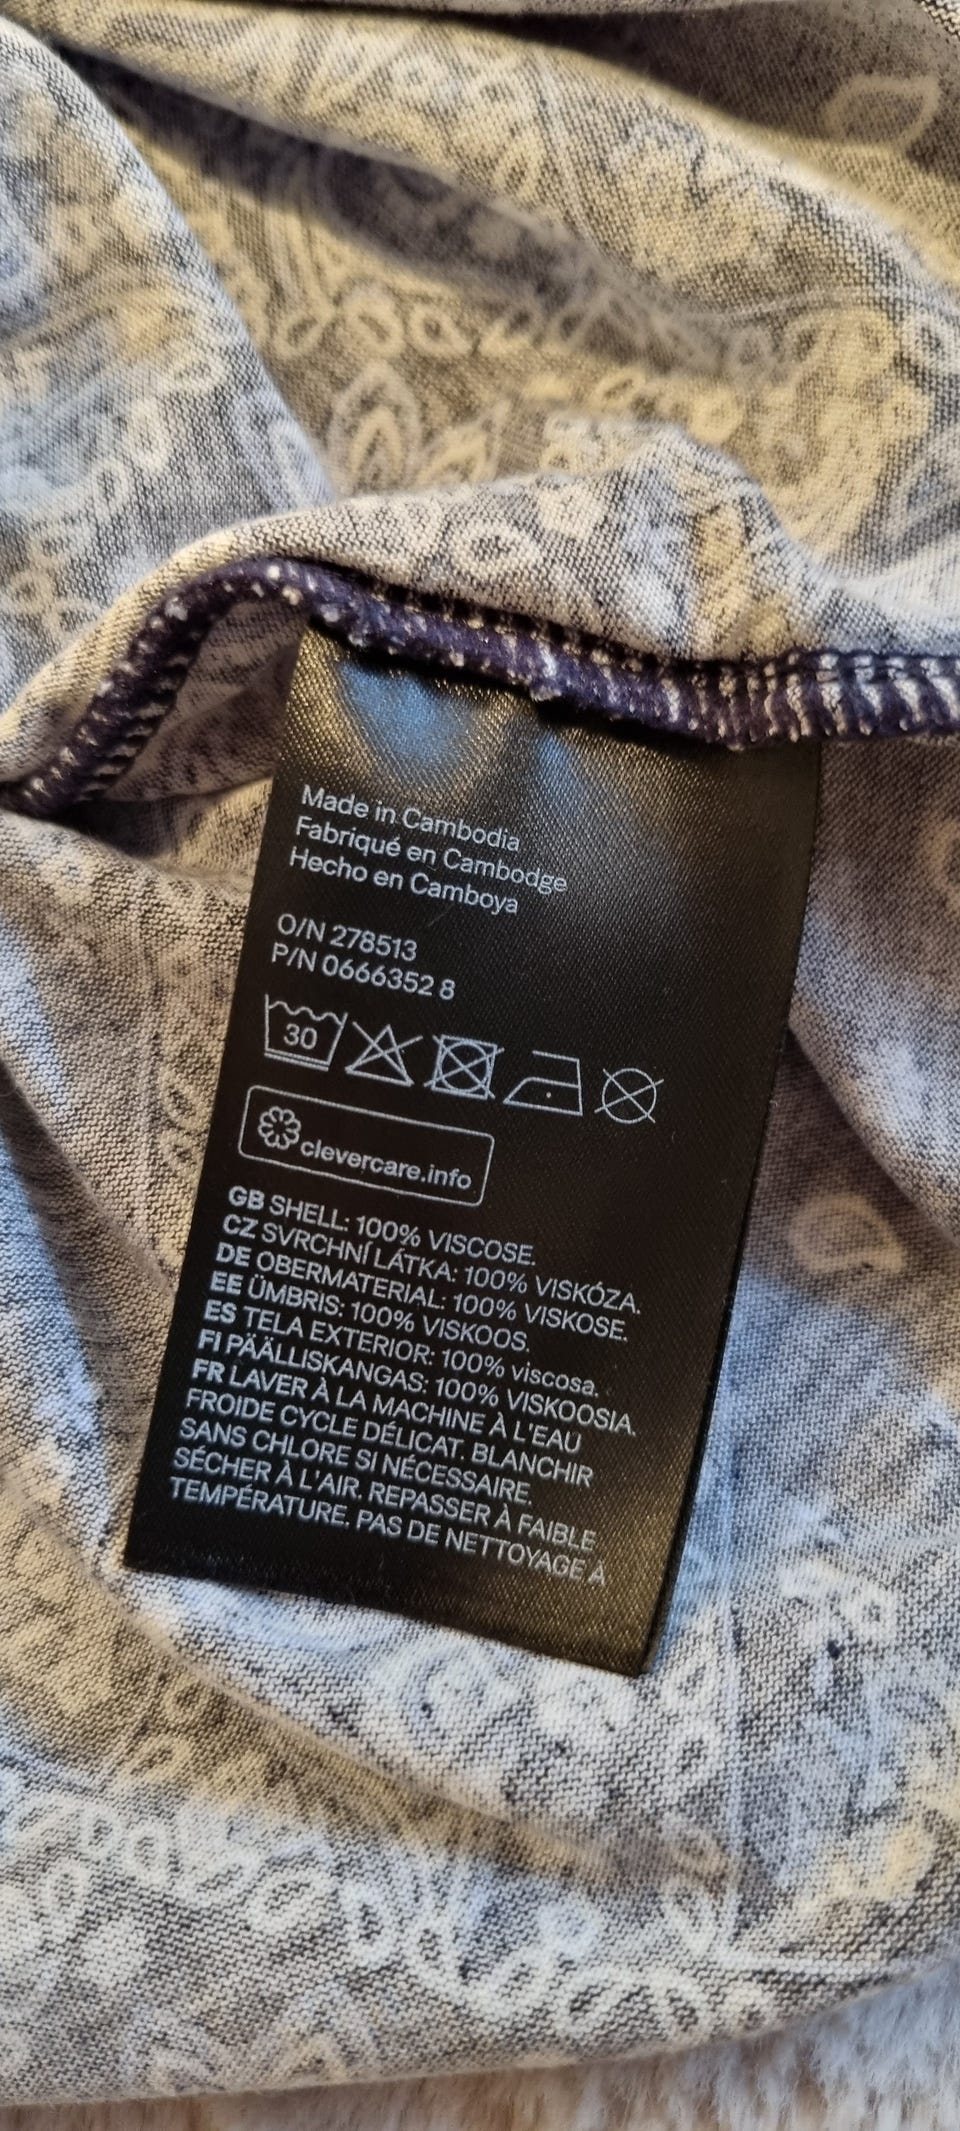 Made in Cambodia
Fabriqué en Cambodge
Hecho en Camboya
O/N 278513
P/N 0666352 8
30
clevercare.info
GB SHELL: 100% VISCOSE.
CZ SVRCHNÍ LÁTKA: 100% VISKÓZA.
DE OBERMATERIAL: 100% VISKOSE.
EE ÜMBRIS: 100% VISKOOS.
ES TELA EXTERIOR: 100% viscosa.
FI PÄÄLLISKANGAS: 100% VISKOOSIA.
FR LAVER À LA MACHINE À L'EAU
FROIDE CYCLE DÉLICAT. BLANCHIR
SANS CHLORE SI NÉCESSAIRE.
SÉCHER À L'AIR. REPASSER À FAIBLE
TEMPÉRATURE. PAS DE NETTOYAGE À